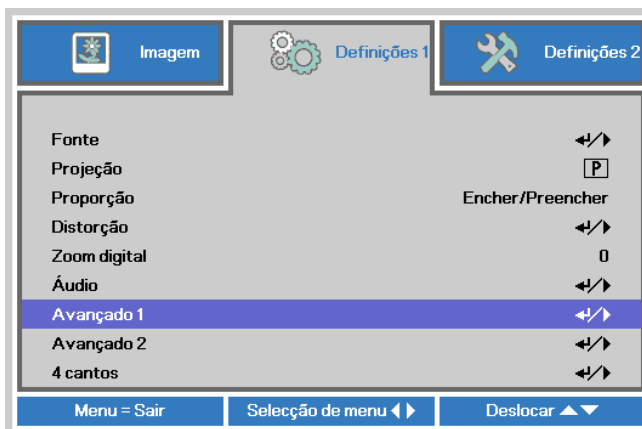 Imagem Definições 1 Definições 2
Fonte
Projeção P
Proporção Encher/Preencher
Distorção
Zoom digital 0
Áudio
Avançado 1
Avançado 2
4 cantos
Menu = Sair Selecção de menu Deslocar